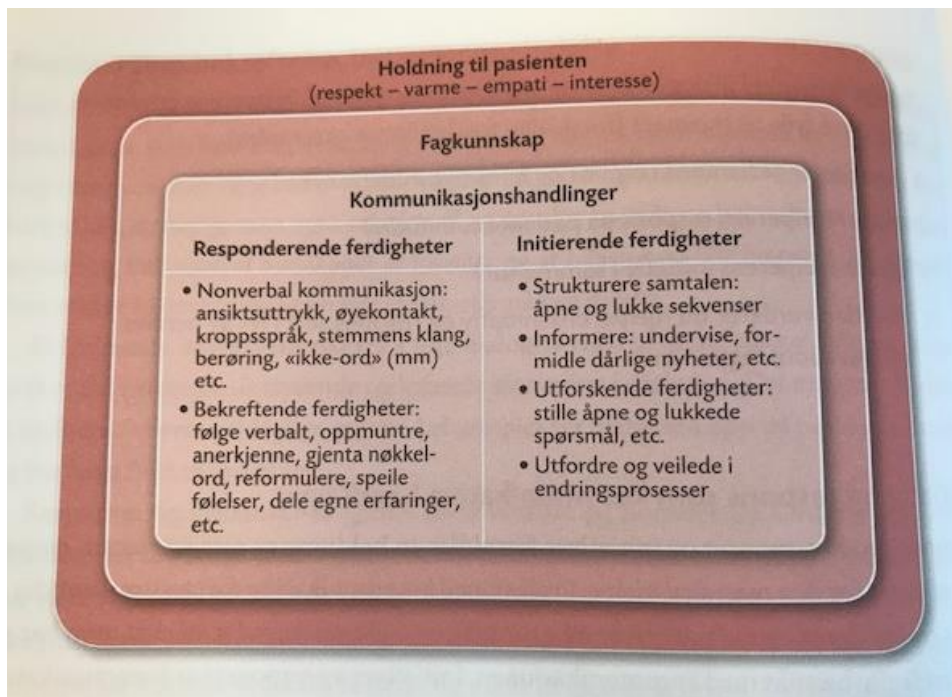 Holdning til pasienten
(respekt – varme – empati – interesse)
Fagkunnskap
Kommunikasjonshandlinger
Responderende ferdigheter
• Nonverbal kommunikasjon:
ansiktsuttrykk, øyekontakt,
kroppsspråk, stemmens klang,
berøring, «ikke-ord» (mm)
etc.
• Bekreftende ferdigheter:
følge verbalt, oppmuntre,
anerkjenne, gjenta nøkkel-
ord, reformulere, speile
følelser, dele egne erfaringer,
etc.
Initierende ferdigheter
• Strukturere samtalen:
åpne og lukke sekvenser
• Informere: undervise, for-
midle dårlige nyheter, etc.
• Utforskende ferdigheter:
stille åpne og lukkede
spørsmål, etc.
• Utfordre og veilede i
endringsprosesser